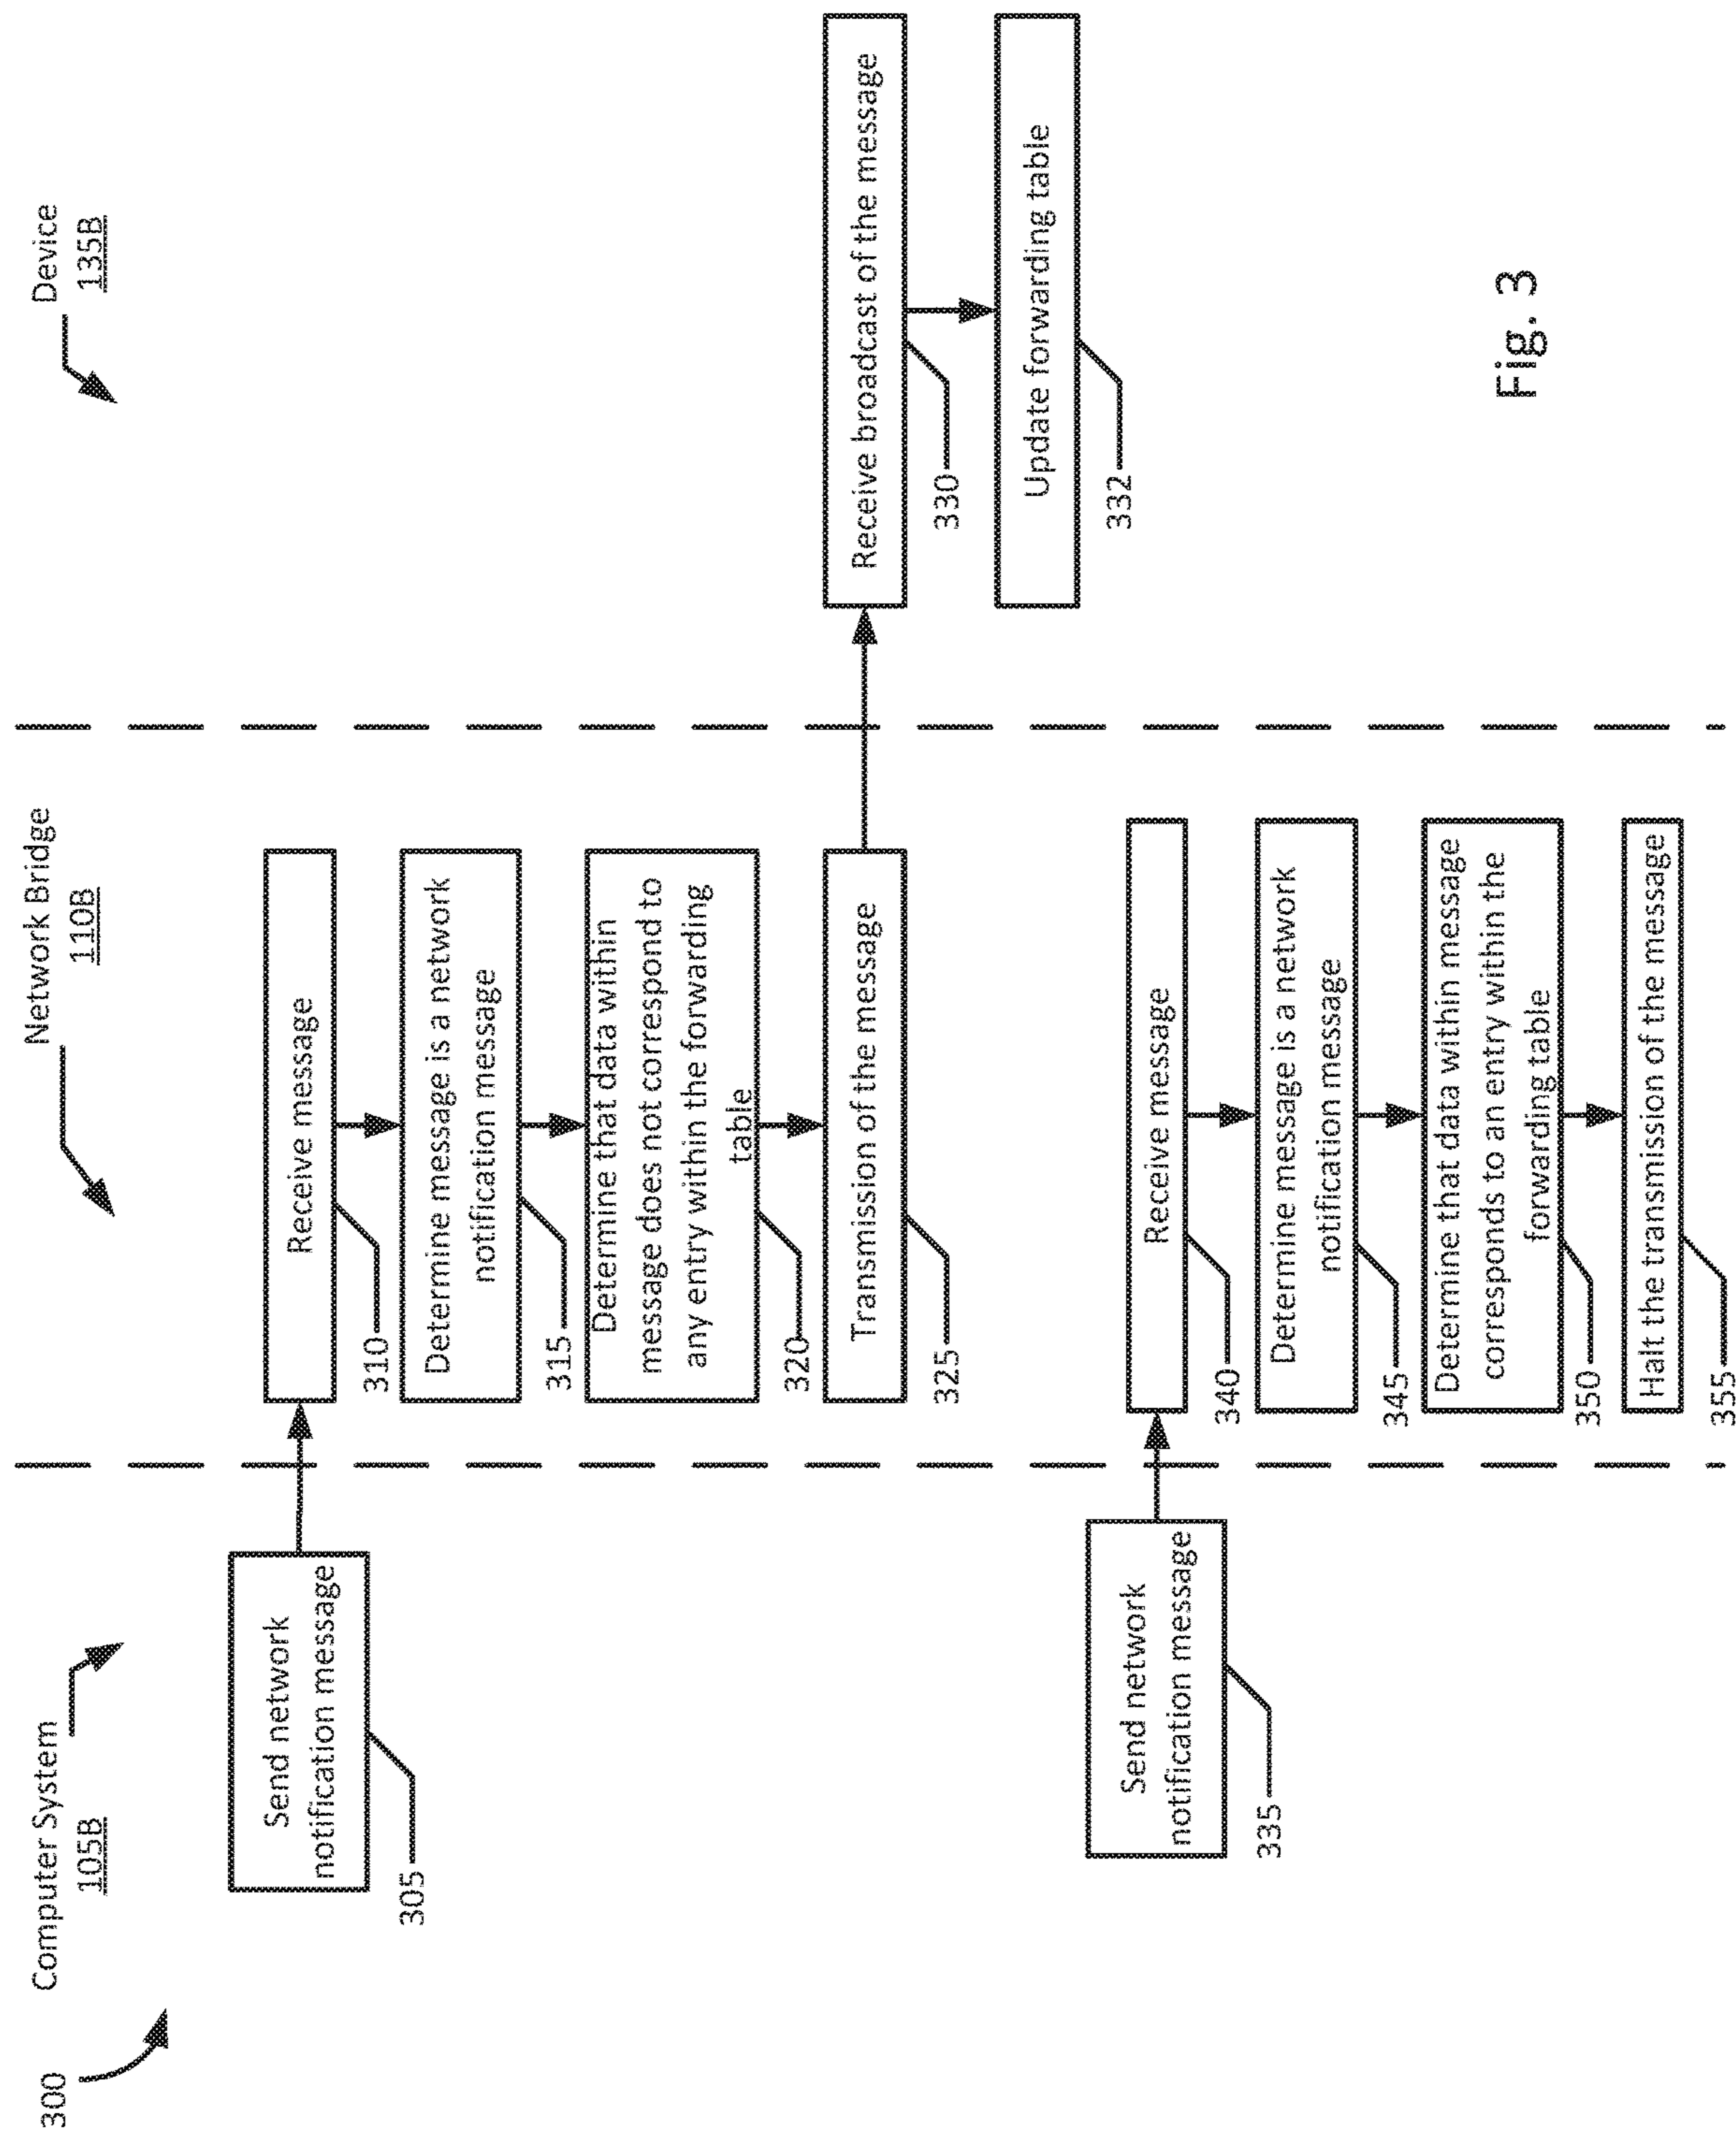 300
Computer System
105B
Network Bridge
110B
Device
135B
Send network
notification message
305
Receive message
310
Determine message is a network
notification message
315
Determine that data within
message does not correspond to
any entry within the forwarding
table
320
Transmission of the message
325
Receive broadcast of the message
330
Update forwarding table
332
Send network
notification message
335
Receive message
340
Determine message is a network
notification message
345
Determine that data within message
corresponds to an entry within the
forwarding table
350
Halt the transmission of the message
355
Fig. 3